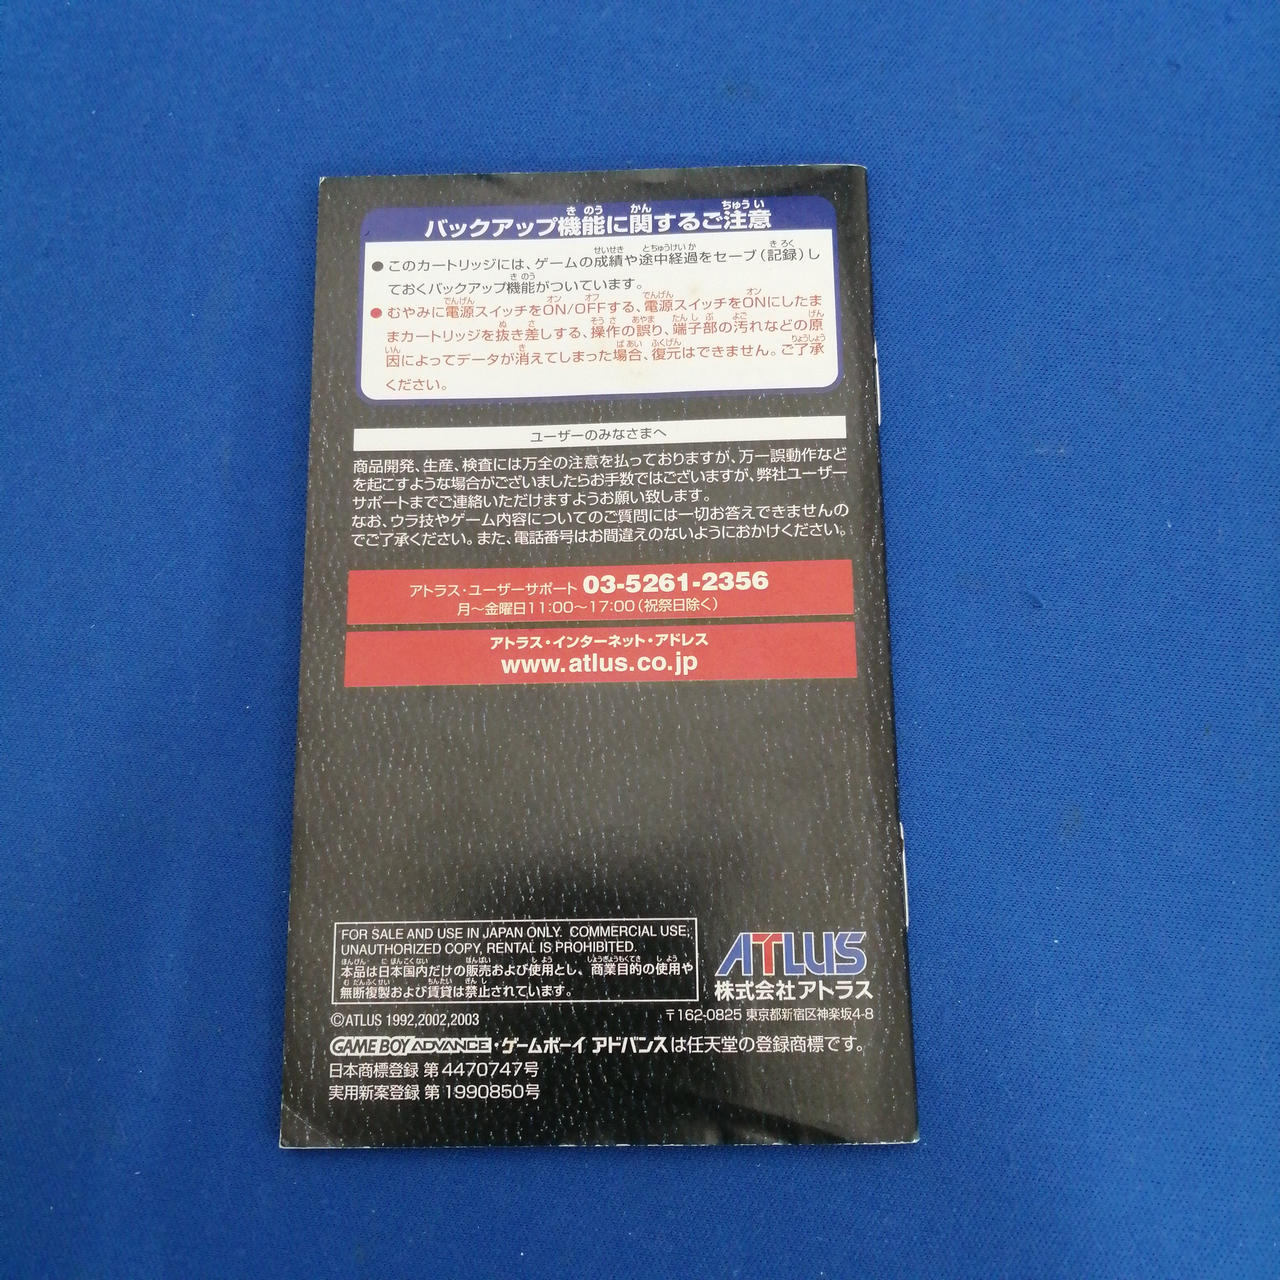 バックアップ機能に関するご注意
●このカートリッジには、ゲームの成績や途中経過をセーブ(記録)し
ておくバックアップ機能がついています。
●むやみに電源スイッチをON/OFFする、電源スイッチをONにしたま
まカートリッジを抜き差しする、操作の誤り、端子部の汚れなどの原
因によってデータが消えてしまった場合、復元はできません。ご了承
ください。
ユーザーのみなさまへ
商品開発、生産、検査には万全の注意を払っておりますが、万一誤動作など
を起こすような場合がございましたらお手数ではございますが、弊社ユーザー
サポートまでご連絡いただけますようお願い致します。
なお、ウラ技やゲーム内容についてのご質問には一切お答えできませんの
でご了承ください。また、電話番号はお間違えのないようにおかけください。
アトラス・ユーザーサポート 03-5261-2356
月～金曜日11:00～17:00(祝祭日除く)
アトラス・インターネット・アドレス
www.atlus.co.jp
FOR SALE AND USE IN JAPAN ONLY. COMMERCIAL USE,
UNAUTHORIZED COPY, RENTAL IS PROHIBITED.
本品は日本国内だけの販売および使用とし、商業目的の使用や
無断複製および賃貸は禁止されています。
ATLUS
株式会社アトラス
〒162-0825 東京都新宿区神楽坂4-8
©ATLUS 1992,2002,2003
GAME BOY ADVANCE・ゲームボーイ アドバンスは任天堂の登録商標です。
日本商標登録 第4470747号
実用新案登録 第1990850号